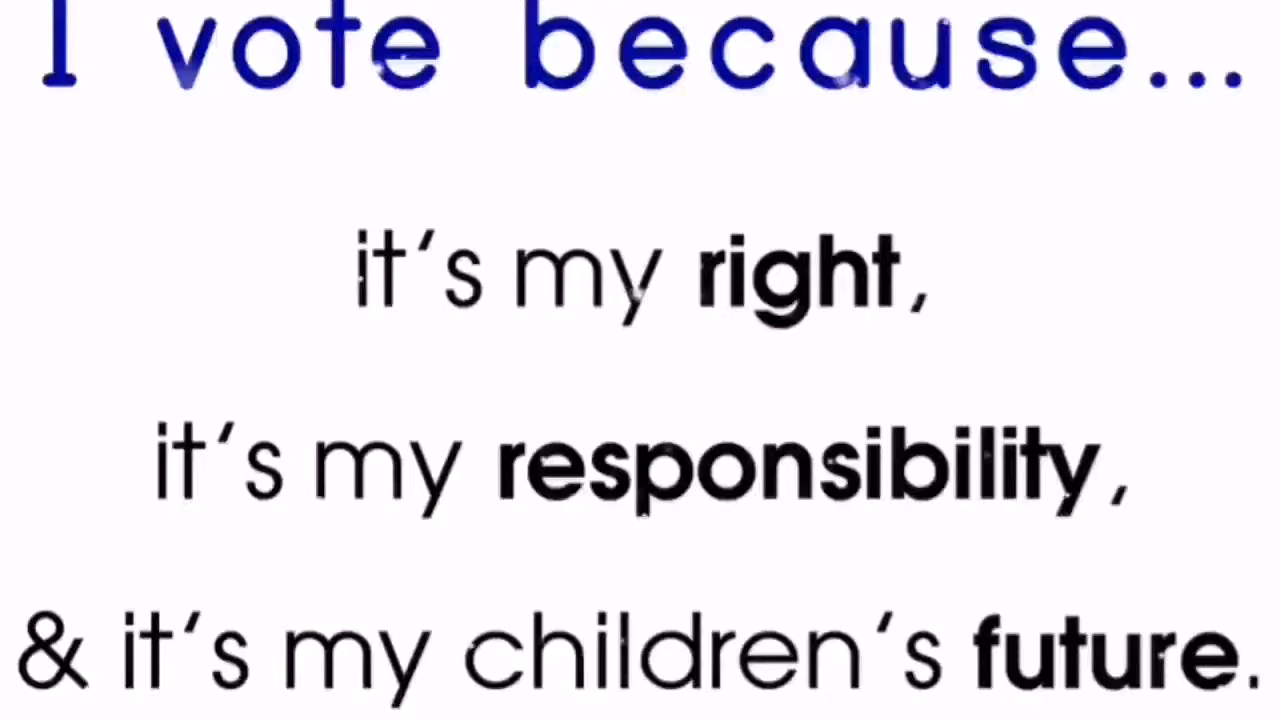 I vote because...
it's my right,
it's my responsibility,
& it's my children's future.